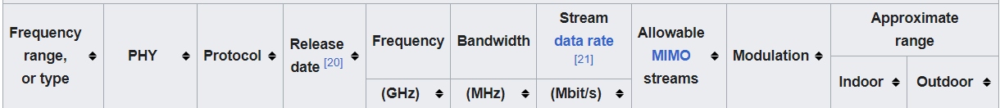 Frequency
range,
or type
PHY
Protocol
Release
date [20]
Frequency
(GHz)
Bandwidth
(MHz)
Stream
data rate
[21]
(Mbit/s)
Allowable
MIMO
streams
Modulation
Approximate
range
Indoor
Outdoor